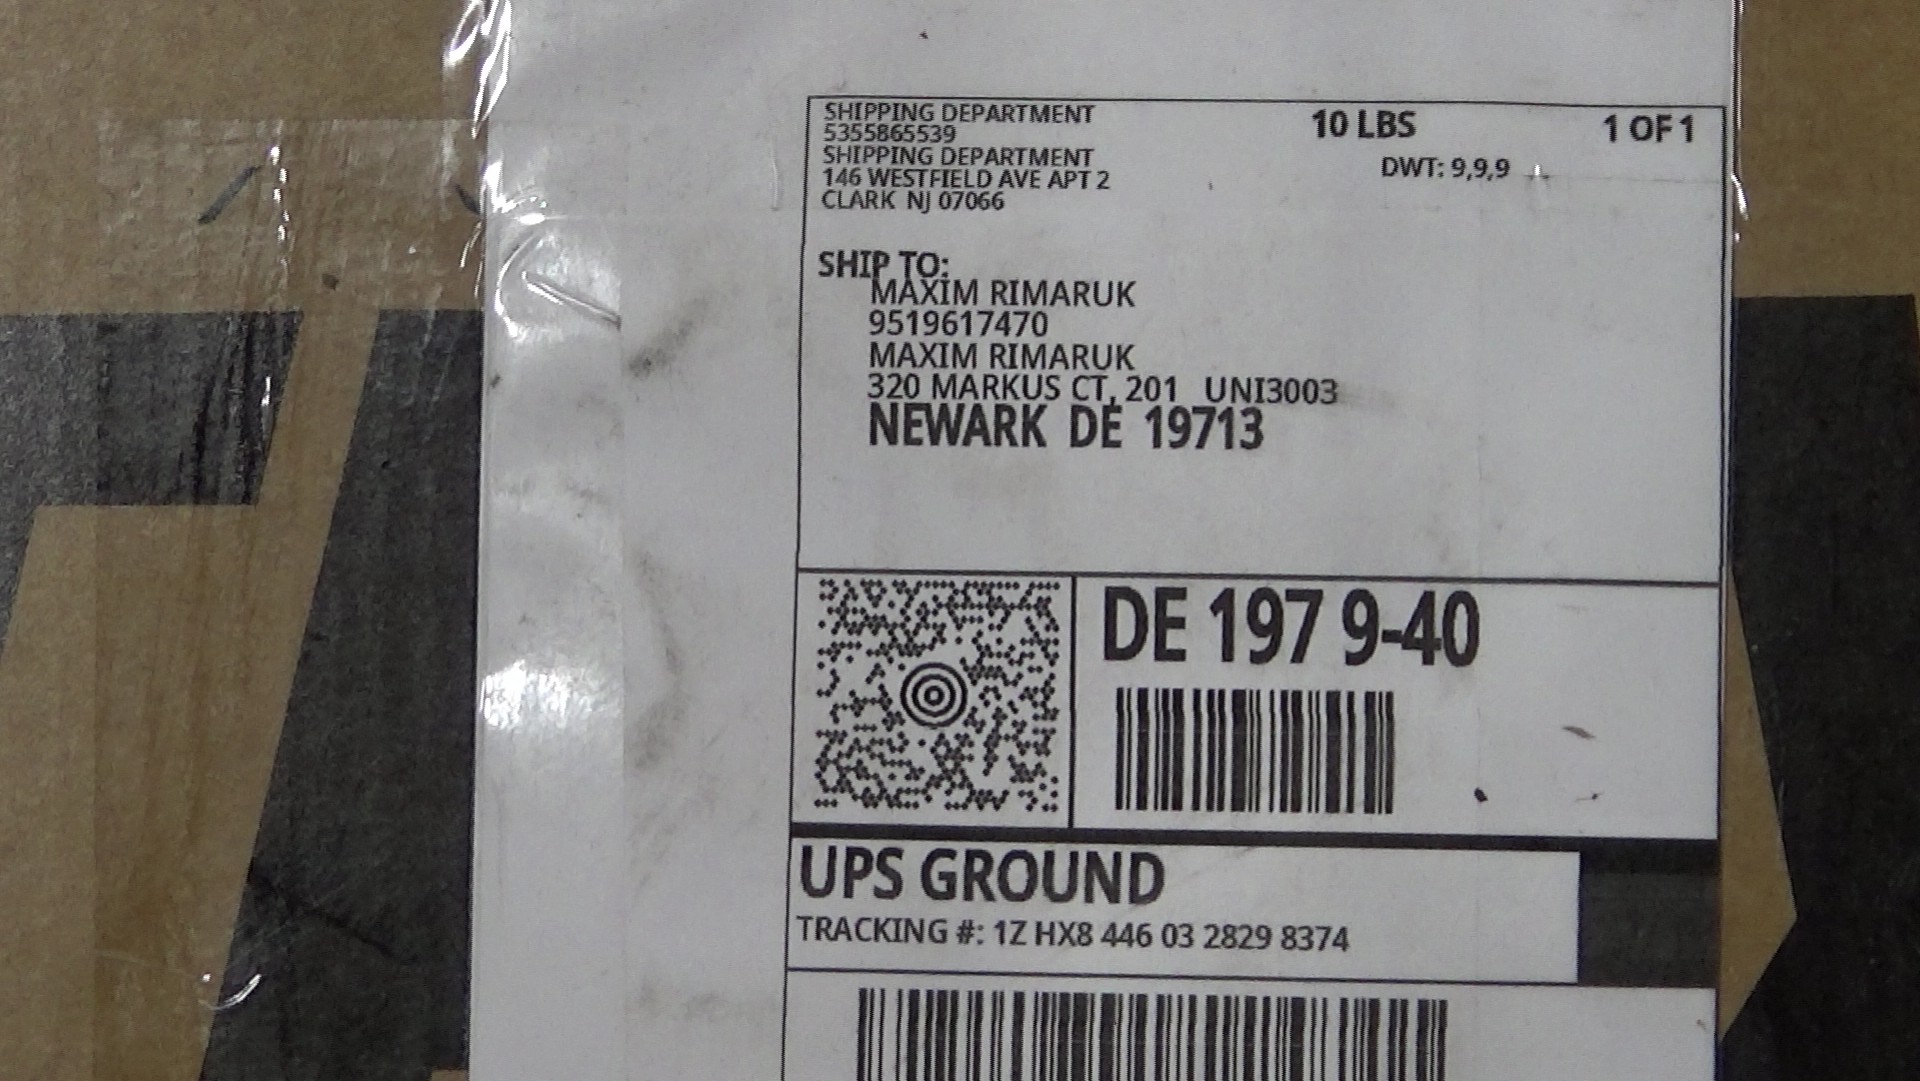 SHIPPING DEPARTMENT
5355865539
SHIPPING DEPARTMENT
146 WESTFIELD AVE APT 2
CLARK NJ 07066
10 LBS
1 OF 1
DWT: 9,9,9
SHIP TO:
MAXIM RIMARUK
9519617470
MAXIM RIMARUK
320 MARKUS CT, 201 UNI3003
NEWARK DE 19713
DE 197 9-40
UPS GROUND
TRACKING #: 1Z HX8 446 03 2829 8374